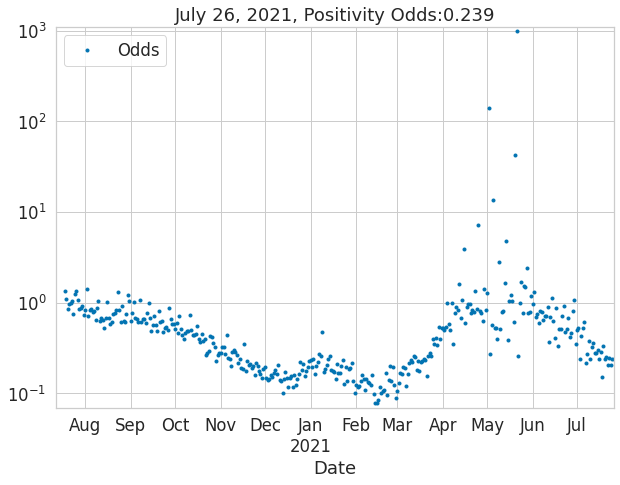 July 26, 2021, Positivity Odds:0.239
Odds
10³
10²
10¹
10⁰
10⁻¹
Aug Sep Oct Nov Dec Jan Feb Mar Apr May Jun Jul
2021
Date